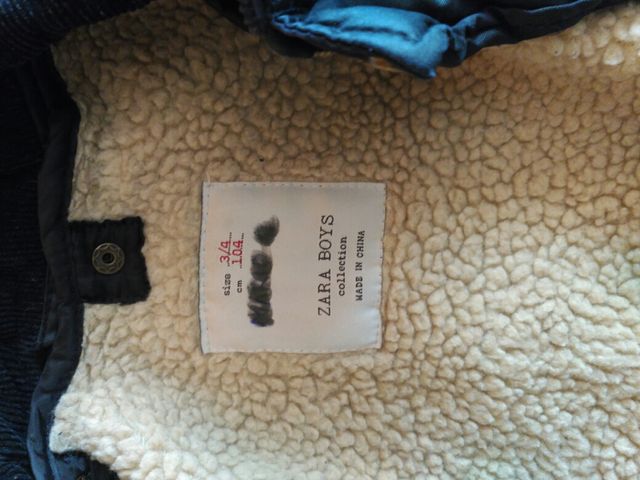 size 3/4
cm 104
ZARA BOYS
collection
MADE IN CHINA